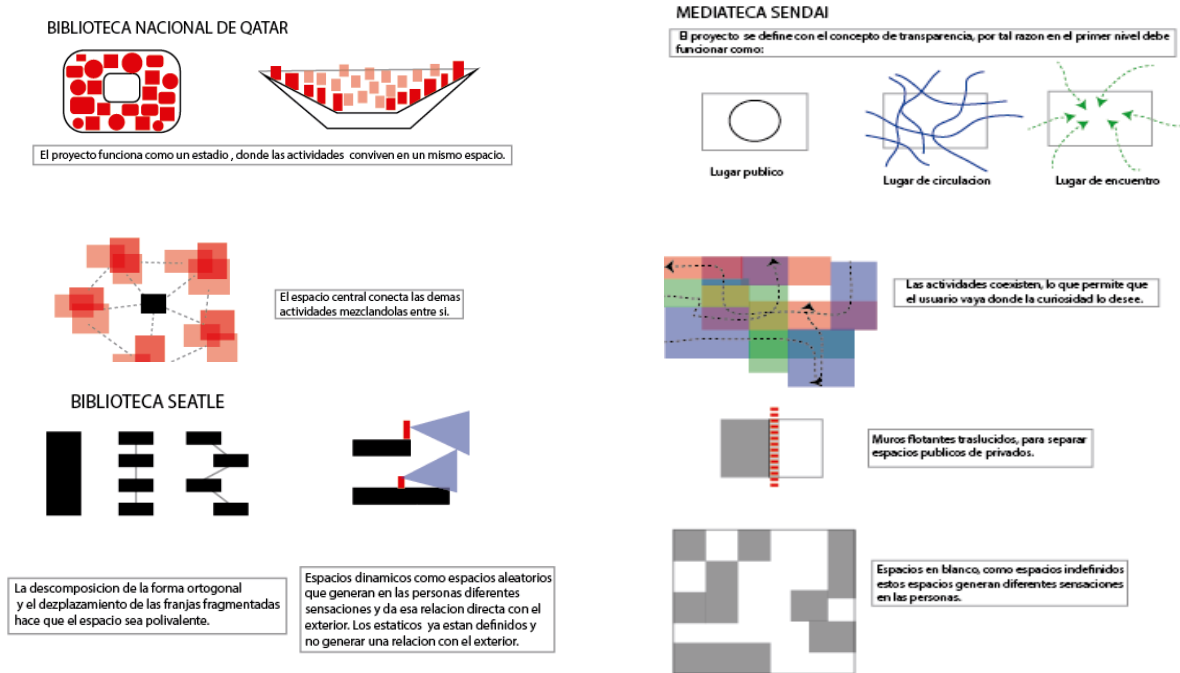 BIBLIOTECA NACIONAL DE QATAR
El proyecto funciona como un estadio , donde las actividades conviven en un mismo espacio.
El espacio central conecta las demas
actividades mezclandolas entre si.
BIBLIOTECA SEATLE
La descomposicion de la forma ortogonal
y el dezplazamiento de las franjas fragmentadas
hace que el espacio sea polivalente.
Espacios dinamicos como espacios aleatorios
que generan en las personas diferentes
sensaciones y da esa relacion directa con el
exterior. Los estaticos ya estan definidos y
no generar una relacion con el exterior.
MEDIATECA SENDAI
El proyecto se define con el concepto de transparencia, por tal razon en el primer nivel debe
funcionar como:
Lugar publico
Lugar de circulacion
Lugar de encuentro
Las actividades coexisten, lo que permite que
el usuario vaya donde la curiosidad lo desee.
Muros flotantes traslucidos, para separar
espacios publicos de privados.
Espacios en blanco, como espacios indefinidos
estos espacios generan diferentes sensaciones
en las personas.